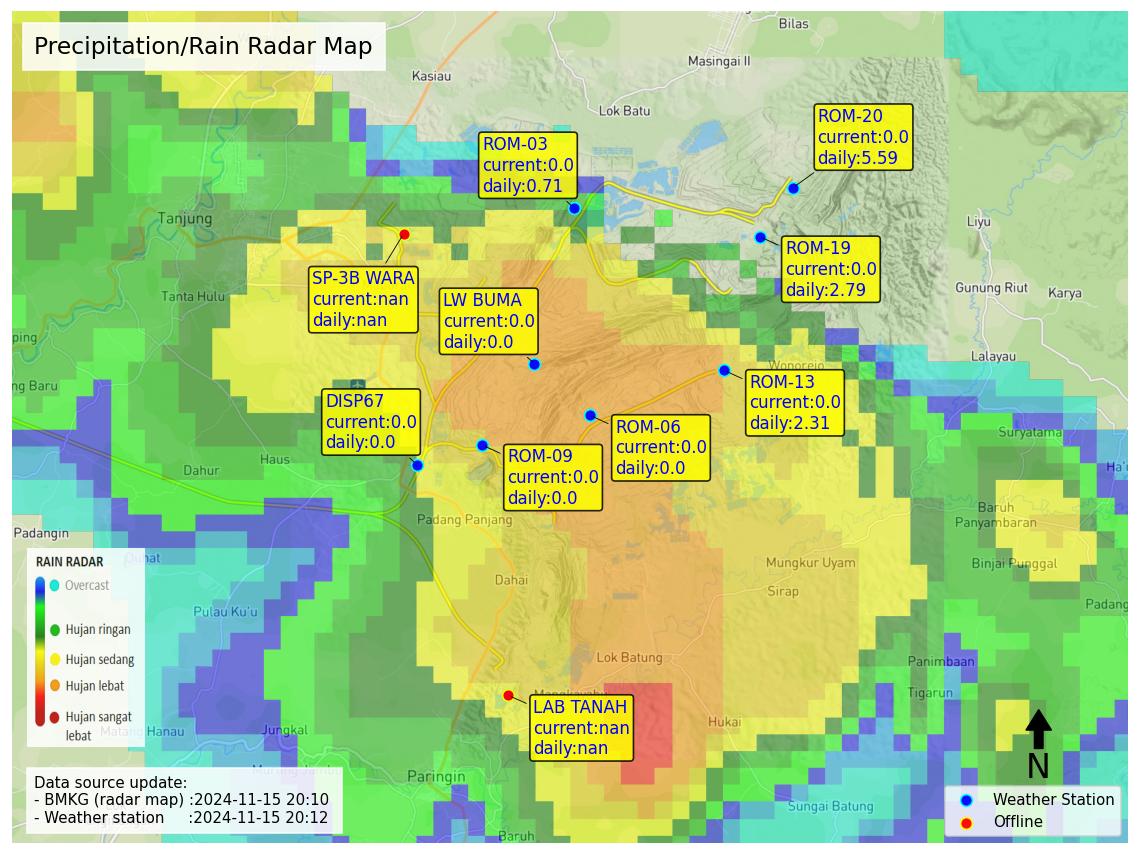 Precipitation/Rain Radar Map
Bilas
Masingai II
Kasiau
Lok Batu
ROM-20
current:0.0
daily:5.59
ROM-03
current:0.0
daily:0.71
Tanjung
Liyu
ROM-19
current:0.0
daily:2.79
SP-3B WARA
current:nan
daily:nan
Tanta Hulu
LW BUMA
current:0.0
daily:0.0
Gunung Riut
Karya
ping
Lalayau
Wonorejo
ng Baru
ROM-13
current:0.0
daily:2.31
DISP67
current:0.0
daily:0.0
ROM-06
current:0.0
daily:0.0
Suryatama
Haus
Dahur
ROM-09
current:0.0
daily:0.0
Ha'u
Baruh
Panyambaran
Padang Panjang
Padangin
Mungkur Uyam
Binjai Punggal
Dahai
Sirap
Padang
RAIN RADAR
Overcast
Hujan ringan
Hujan sedang
Hujan lebat
Hujan sangat
lebat
Pulau Ku'u
Lok Batung
Panimbaan
Tigarun
LAB TANAH
current:nan
daily:nan
Hukai
Manau
Jungkal
Paringin
N
Data source update:
- BMKG (radar map) :2024-11-15 20:10
- Weather station :2024-11-15 20:12
Sungai Batung
Baruh
Weather Station
Offline